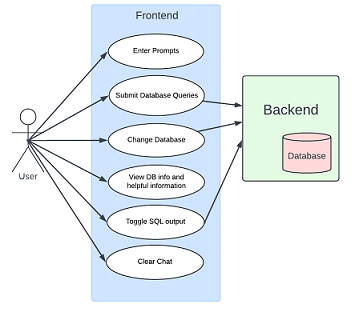 Frontend
Enter Prompts
Submit Database Queries
Backend
Change Database
Database
User
View DB info and
helpful information
Toggle SQL output
Clear Chat